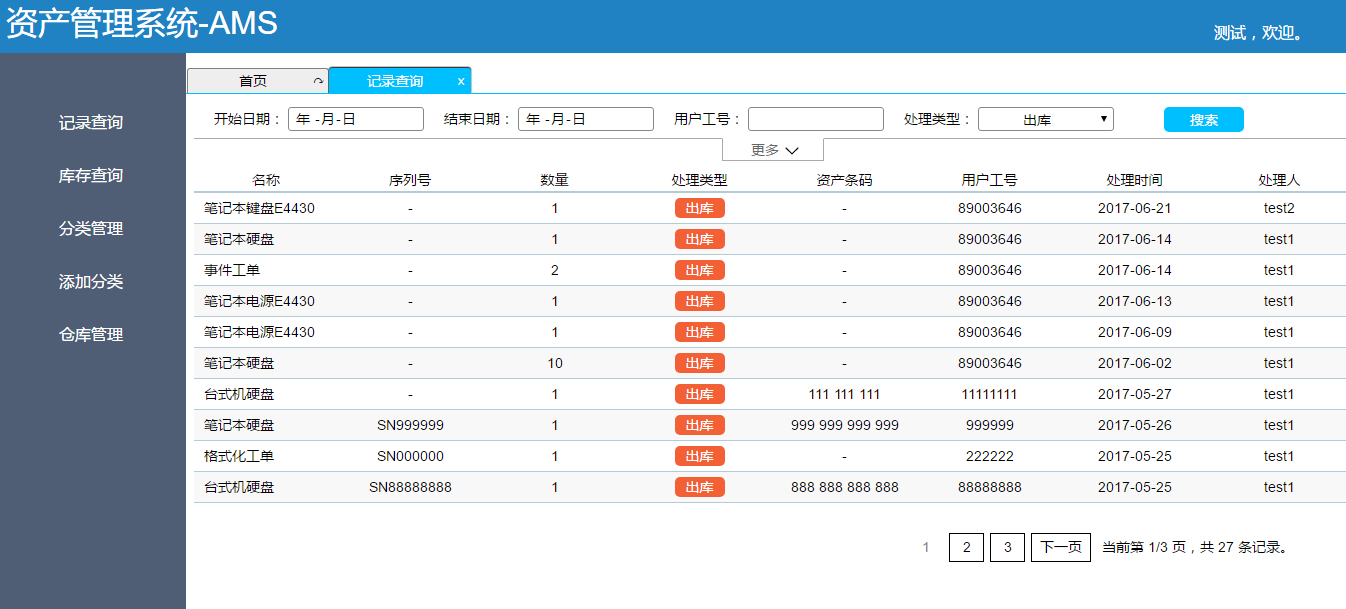 资产管理系统-AMS
测试，欢迎。
首页 记录查询 x
开始日期： 年 -月-日 结束日期： 年 -月-日 用户工号： 处理类型： 出库 搜索
更多
记录查询
库存查询
分类管理
添加分类
仓库管理
名称 序列号 数量 处理类型 资产条码 用户工号 处理时间 处理人
笔记本键盘E4430 - 1 出库 - 89003646 2017-06-21 test2
笔记本硬盘 - 1 出库 - 89003646 2017-06-14 test1
事件工单 - 2 出库 - 89003646 2017-06-14 test1
笔记本电源E4430 - 1 出库 - 89003646 2017-06-13 test1
笔记本电源E4430 - 1 出库 - 89003646 2017-06-09 test1
笔记本硬盘 - 10 出库 - 89003646 2017-06-02 test1
台式机硬盘 - 1 出库 111 111 111 11111111 2017-05-27 test1
笔记本硬盘 SN999999 1 出库 999 999 999 999 999999 2017-05-26 test1
格式化工单 SN000000 1 出库 - 222222 2017-05-25 test1
台式机硬盘 SN88888888 1 出库 888 888 888 888 88888888 2017-05-25 test1
1 2 3 下一页 当前第 1/3 页，共 27 条记录。